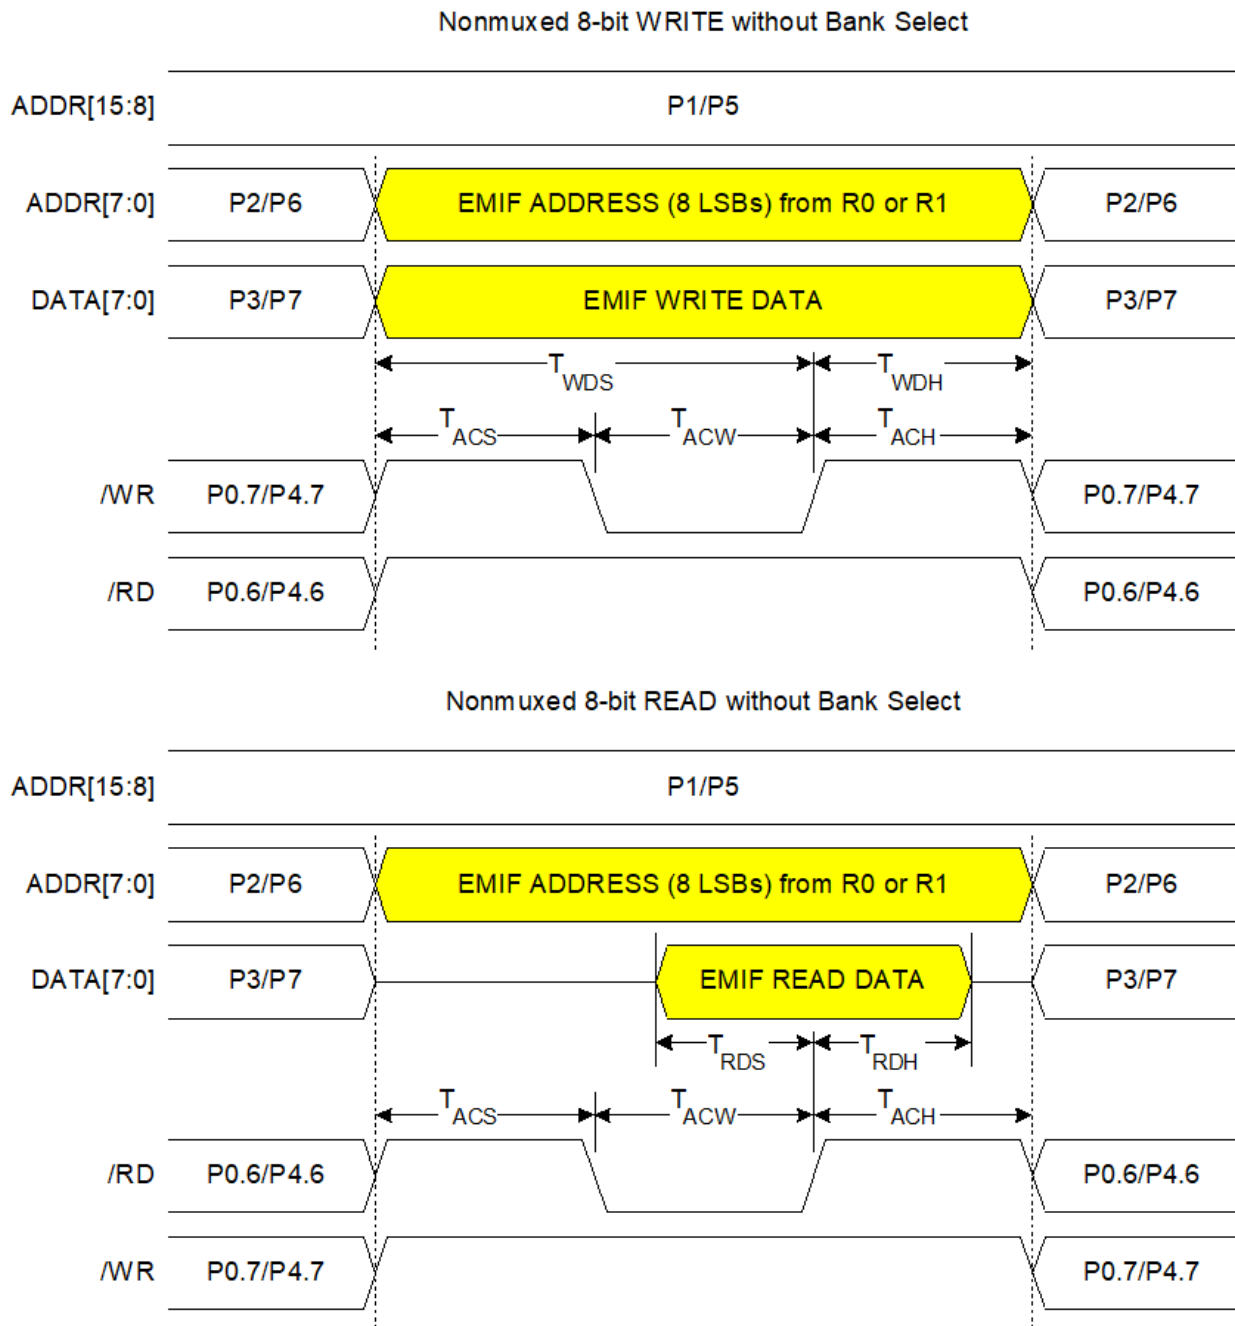 Nonmuxed 8-bit WRITE without Bank Select
ADDR[15:8] P1/P5
ADDR[7:0] P2/P6 EMIF ADDRESS (8 LSBs) from R0 or R1 P2/P6
DATA[7:0] P3/P7 EMIF WRITE DATA P3/P7
TWDS TWDH
TACS TACW TACH
/WR P0.7/P4.7 P0.7/P4.7
/RD P0.6/P4.6 P0.6/P4.6
Nonmuxed 8-bit READ without Bank Select
ADDR[15:8] P1/P5
ADDR[7:0] P2/P6 EMIF ADDRESS (8 LSBs) from R0 or R1 P2/P6
DATA[7:0] P3/P7 EMIF READ DATA P3/P7
TRDS TRDH
TACS TACW TACH
/RD P0.6/P4.6 P0.6/P4.6
/WR P0.7/P4.7 P0.7/P4.7